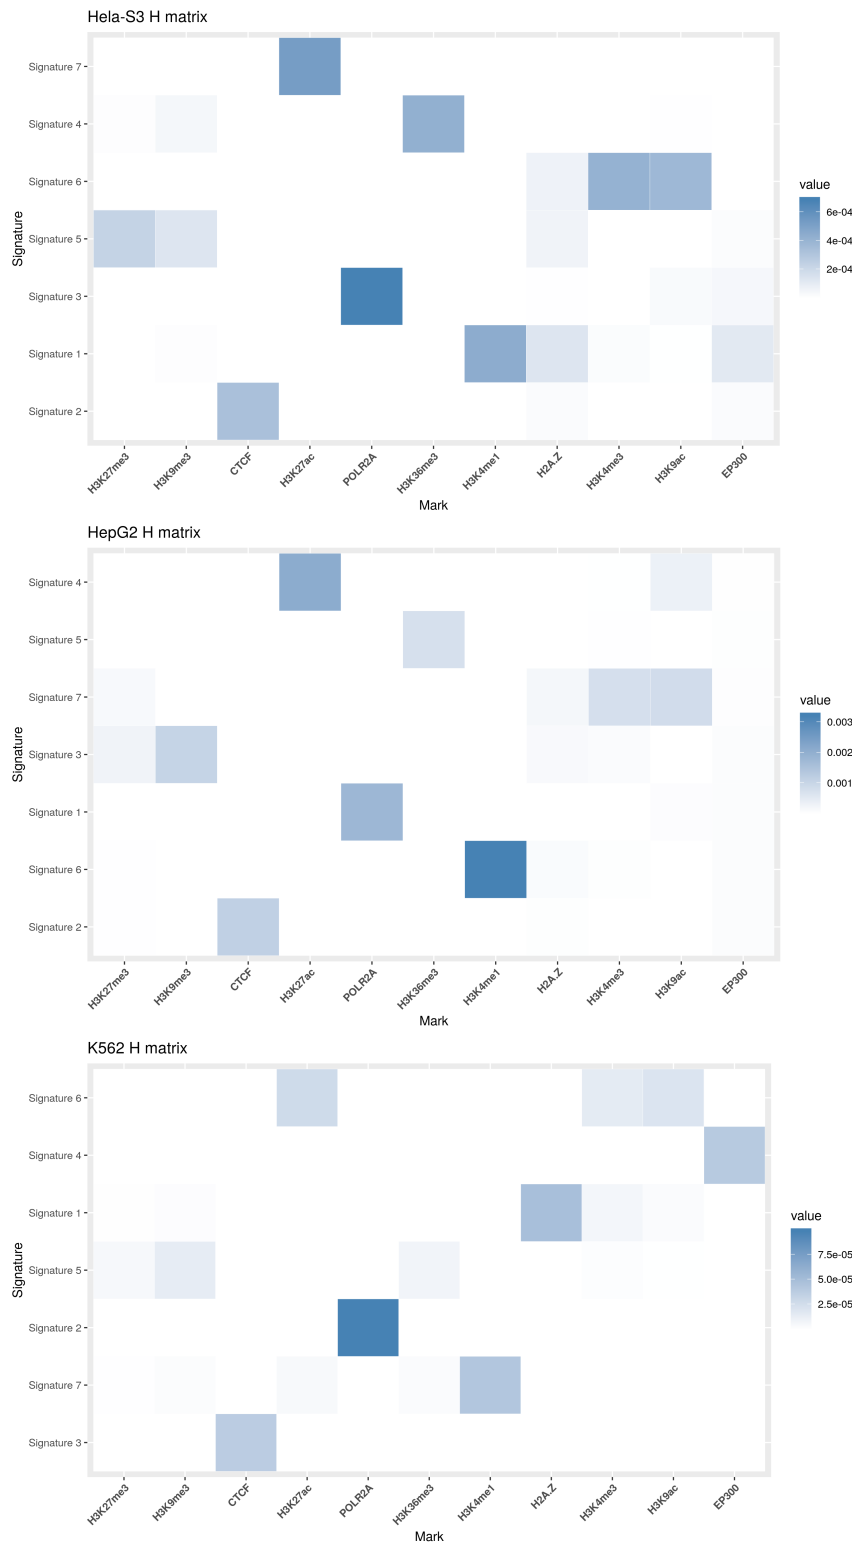 Hela-S3 H matrix
Signature
Signature 7
Signature 4
Signature 6
Signature 5
Signature 3
Signature 1
Signature 2
H3K27me3 H3K9me3 CTCF H3K27ac POLR2A H3K36me3 H3K4me1 H2A.Z H3K4me3 H3K9ac EP300
Mark
value
6e-04
4e-04
2e-04
HepG2 H matrix
Signature
Signature 4
Signature 5
Signature 7
Signature 3
Signature 1
Signature 6
Signature 2
H3K27me3 H3K9me3 CTCF H3K27ac POLR2A H3K36me3 H3K4me1 H2A.Z H3K4me3 H3K9ac EP300
Mark
value
0.003
0.002
0.001
K562 H matrix
Signature
Signature 6
Signature 4
Signature 1
Signature 5
Signature 2
Signature 7
Signature 3
H3K27me3 H3K9me3 CTCF H3K27ac POLR2A H3K36me3 H3K4me1 H2A.Z H3K4me3 H3K9ac EP300
Mark
value
7.5e-05
5.0e-05
2.5e-05